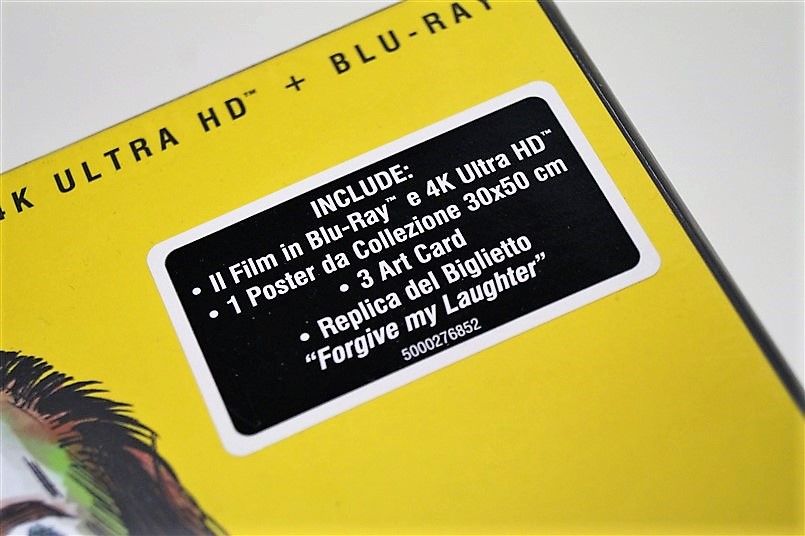 4K ULTRA HD™ + BLU-RAY
INCLUDE:
• Il Film in Blu-Ray™ e 4K Ultra HD™
• 1 Poster da Collezione 30x50 cm
• 3 Art Card
• Replica del Biglietto
“Forgive my Laughter”
5000276852